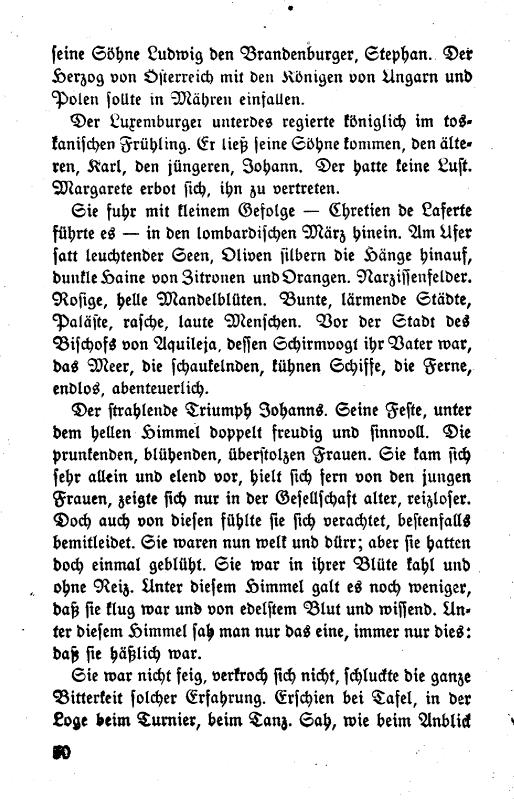 seine Söhne Ludwig den Brandenburger, Stephan. Der
Herzog von Österreich mit den Königen von Ungarn und
Polen sollte in Mähren einfallen.
Der Luxemburger unterdes regierte königlich im tos-
kanischen Frühling. Er ließ seine Söhne kommen, den älte-
ren, Karl, den jüngeren, Johann. Der hatte keine Lust.
Margarete erbot sich, ihn zu vertreten.
Sie fuhr mit kleinem Gefolge — Chretien de Laferte
führte es — in den lombardischen März hinein. Am Ufer
satt leuchtender Seen, Oliven silbern die Hänge hinauf,
dunkle Haine von Zitronen und Orangen. Narzissenfelder.
Rosige, helle Mandelblüten. Bunte, lärmende Städte,
Paläste, rasche, laute Menschen. Vor der Stadt des
Bischofs von Aquileja, dessen Schirmvogt ihr Vater war,
das Meer, die schaukelnden, kühnen Schiffe, die Ferne,
endlos, abenteuerlich.
Der strahlende Triumph Johanns. Seine Feste, unter
dem hellen Himmel doppelt freudig und sinnvoll. Die
prunkenden, blühenden, überstolzen Frauen. Sie kam sich
sehr allein und elend vor, hielt sich fern von den jungen
Frauen, zeigte sich nur in der Gesellschaft alter, reizloser.
Doch auch von diesen fühlte sie sich verachtet, bestenfalls
bemitleidet. Sie waren nun welk und dürr; aber sie hatten
doch einmal geblüht. Sie war in ihrer Blüte kahl und
ohne Reiz. Unter diesem Himmel galt es noch weniger,
daß sie klug war und von edelstem Blut und wissend. Un-
ter diesem Himmel sah man nur das eine, immer nur dies:
daß sie häßlich war.
Sie war nicht feig, verkroch sich nicht, schluckte die ganze
Bitterkeit solcher Erfahrung. Erschien bei Tafel, in der
Loge beim Turnier, beim Tanz. Sah, wie beim Anblick